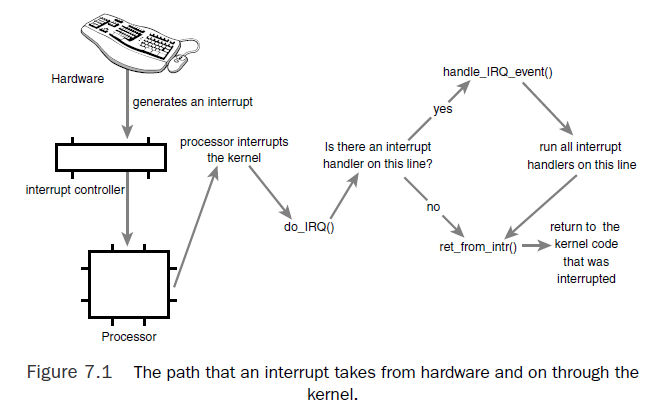 Hardware
generates an interrupt
interrupt controller
Processor
processor interrupts
the kernel
do_IRQ()
Is there an interrupt
handler on this line?
yes
no
handle_IRQ_event()
run all interrupt
handlers on this line
ret_from_intr()
return to the
kernel code
that was
interrupted
Figure 7.1 The path that an interrupt takes from hardware and on through the
kernel.